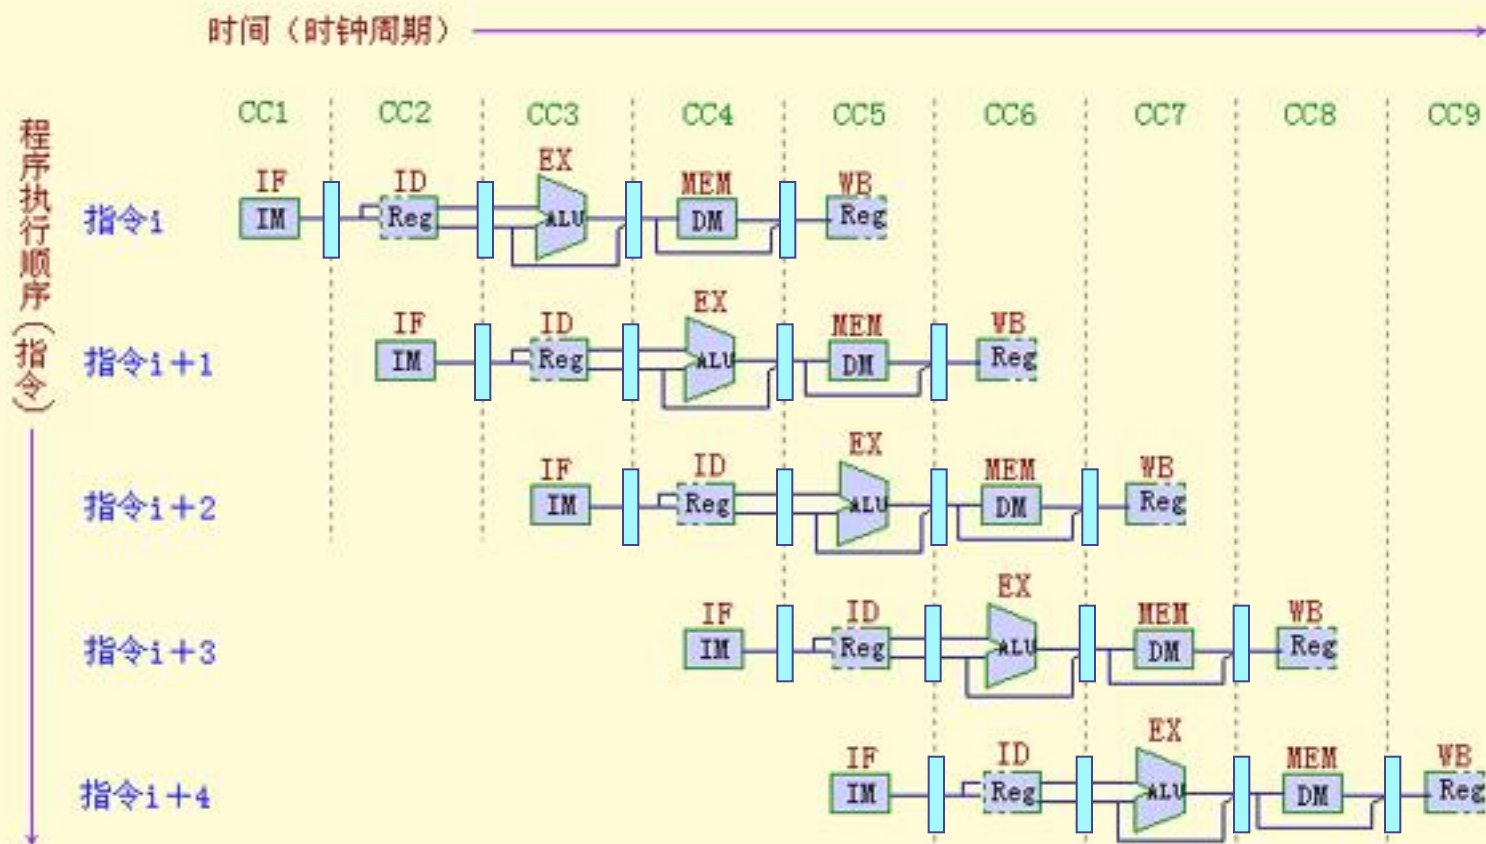 时间（时钟周期）
CC1 CC2 CC3 CC4 CC5 CC6 CC7 CC8 CC9
程序执行顺序（指令）
IF ID EX MEM WB
指令i IM Reg ALU DM Reg
IF ID EX MEM WB
指令i＋1 IM Reg ALU DM Reg
IF ID EX MEM WB
指令i＋2 IM Reg ALU DM Reg
IF ID EX MEM WB
指令i＋3 IM Reg ALU DM Reg
IF ID EX MEM WB
指令i＋4 IM Reg ALU DM Reg